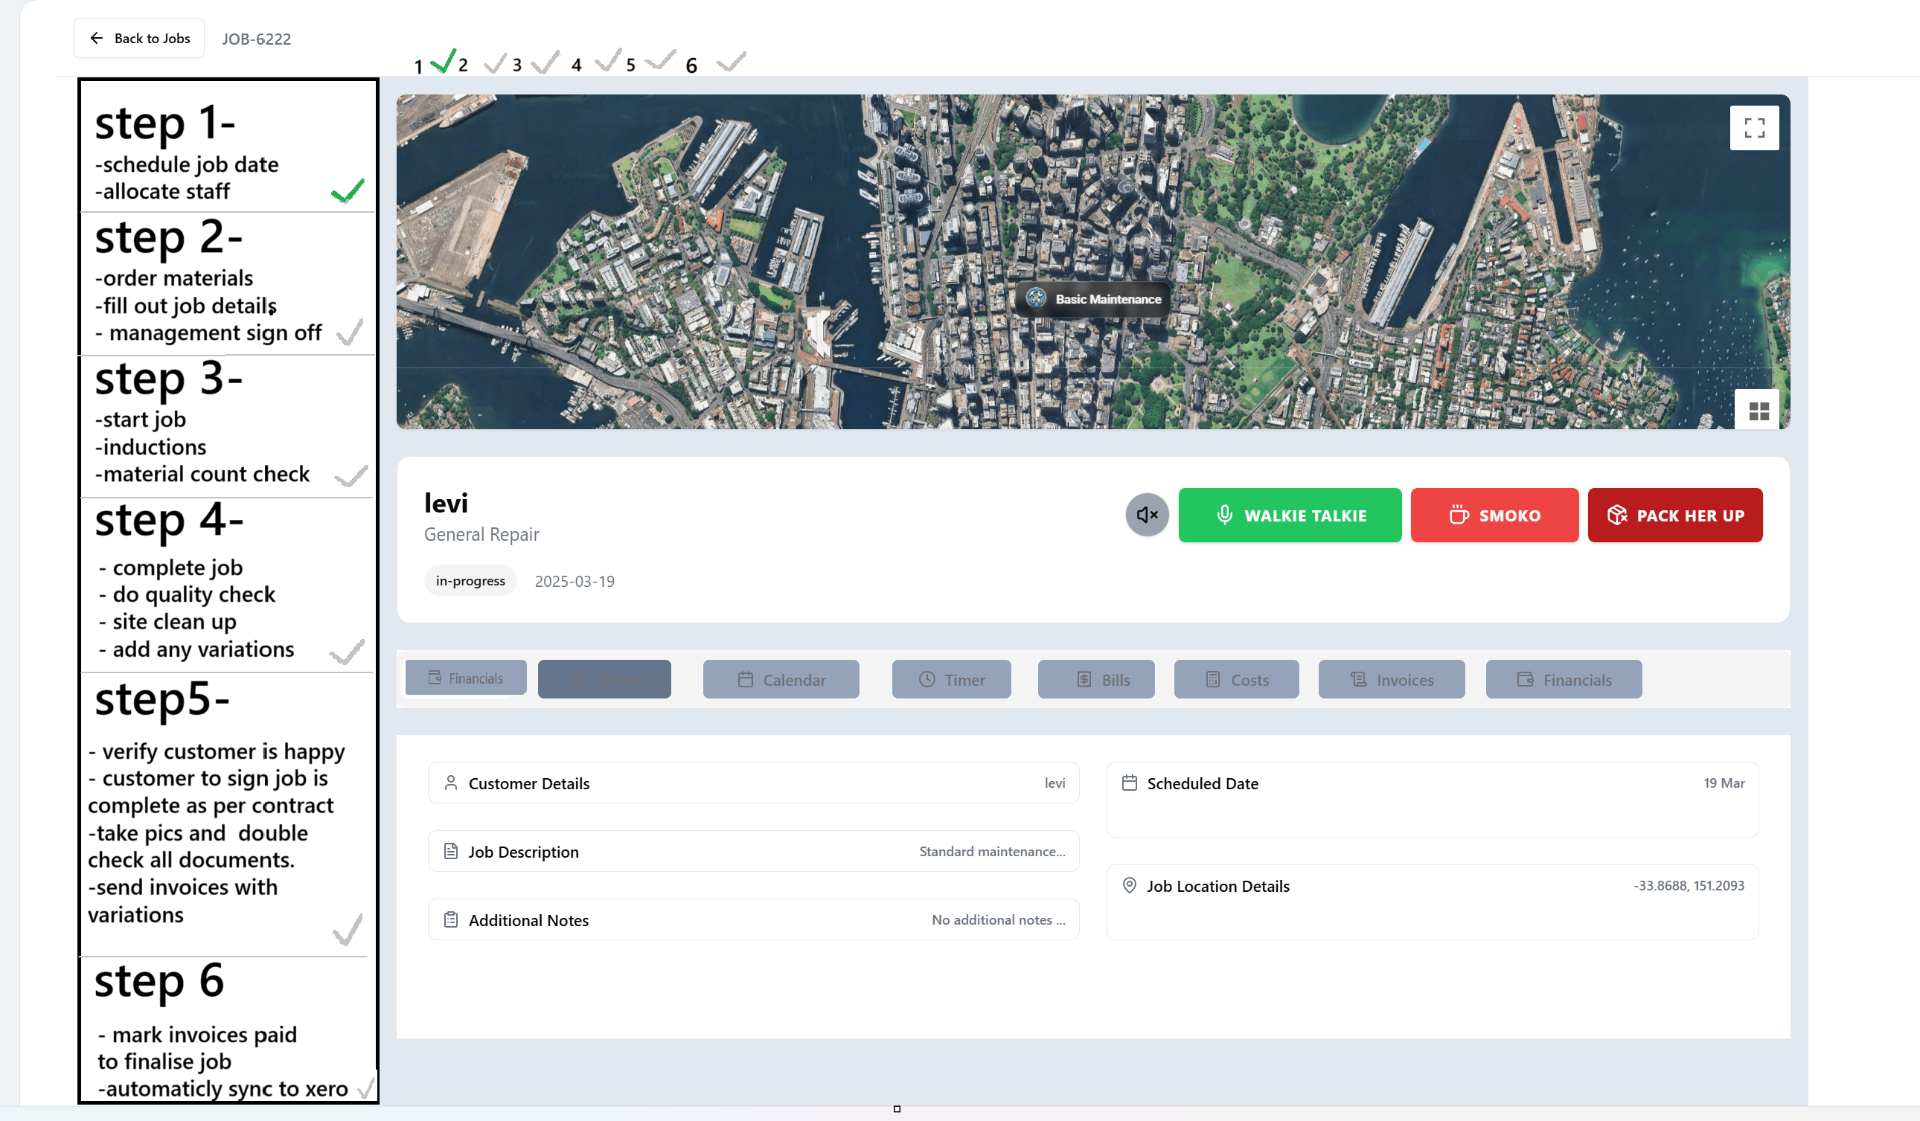 Back to Jobs
JOB-6222
1 2 3 4 5 6
step 1-
-schedule job date
-allocate staff
step 2-
-order materials
-fill out job details
- management sign off
step 3-
-start job
-inductions
-material count check
step 4-
- complete job
- do quality check
- site clean up
- add any variations
step5-
- verify customer is happy
- customer to sign job is
complete as per contract
-take pics and double
check all documents.
-send invoices with
variations
step 6
- mark invoices paid
to finalise job
-automaticly sync to xero
Basic Maintenance
levi
General Repair
in-progress 2025-03-19
WALKIE TALKIE
SMOKO
PACK HER UP
Financials
Calendar
Timer
Bills
Costs
Invoices
Financials
Customer Details levi
Job Description Standard maintenance...
Additional Notes No additional notes ...
Scheduled Date 19 Mar
Job Location Details -33.8688, 151.2093